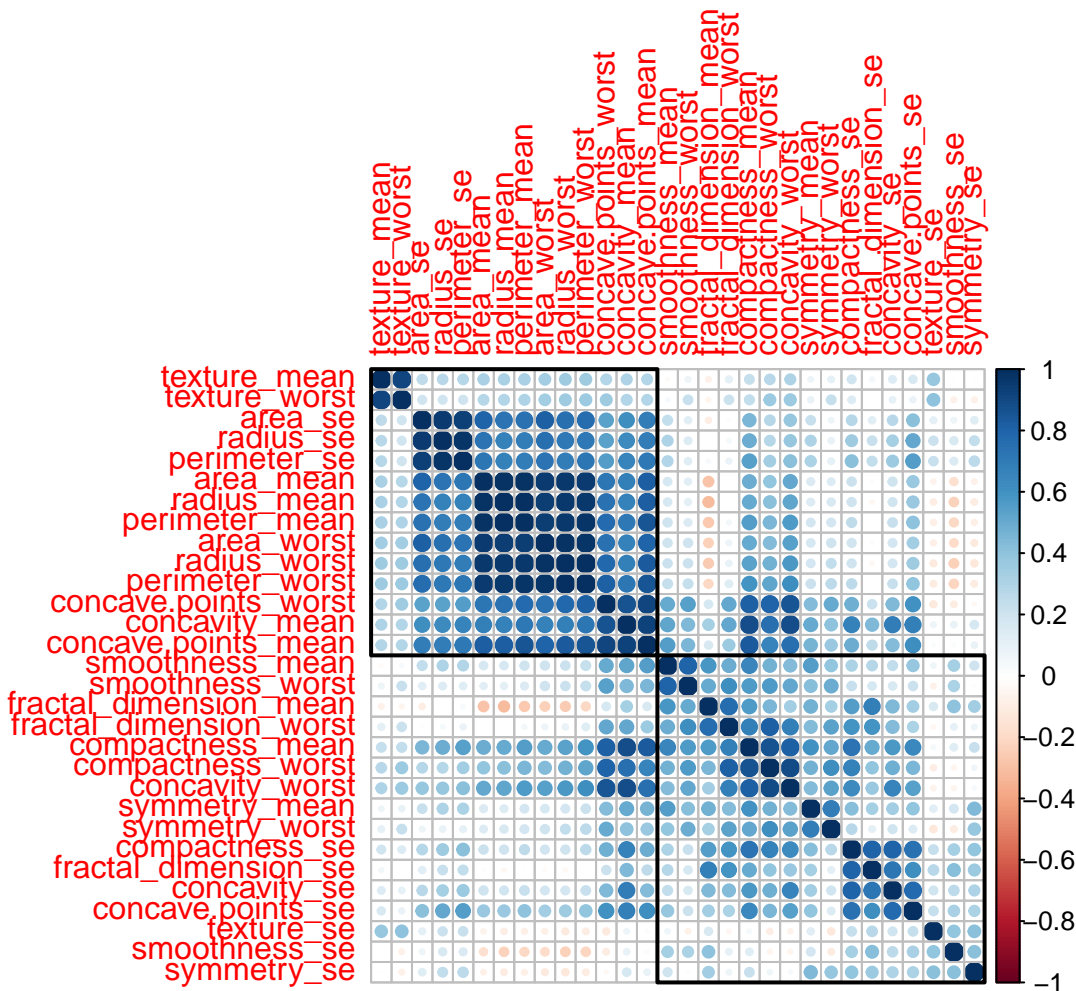 texture_mean
texture_worst
area_se
radius_se
perimeter_se
area_mean
radius_mean
perimeter_mean
area_worst
radius_worst
perimeter_worst
concave.points_worst
concavity_mean
concave.points_mean
smoothness_mean
smoothness_worst
fractal_dimension_mean
fractal_dimension_worst
compactness_mean
compactness_worst
concavity_worst
symmetry_mean
symmetry_worst
compactness_se
fractal_dimension_se
concavity_se
concave.points_se
texture_se
smoothness_se
symmetry_se
texture_mean
texture_worst
area_se
radius_se
perimeter_se
area_mean
radius_mean
perimeter_mean
area_worst
radius_worst
perimeter_worst
concave.points_worst
concavity_mean
concave.points_mean
smoothness_mean
smoothness_worst
fractal_dimension_mean
fractal_dimension_worst
compactness_mean
compactness_worst
concavity_worst
symmetry_mean
symmetry_worst
compactness_se
fractal_dimension_se
concavity_se
concave.points_se
texture_se
smoothness_se
symmetry_se
1
0.8
0.6
0.4
0.2
0
−0.2
−0.4
−0.6
−0.8
−1